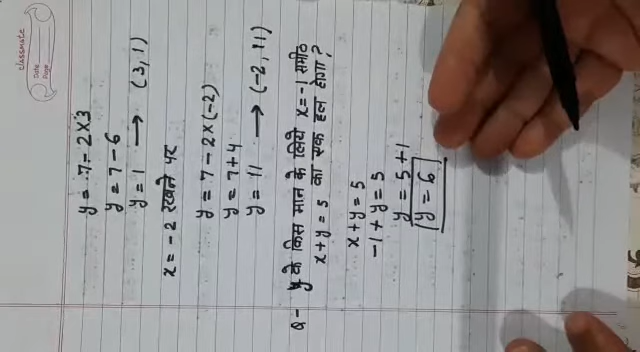 classmate
Date
Page
y = 7 - 2×3
y = 7 - 6
y = 1 → (3, 1)
x = -2 रखने पर
y = 7 - 2×(-2)
y = 7 + 4
y = 11 → (-2, 11)
Q- y के किस मान के लिये x = -1 समी०
x + y = 5 का एक हल होगा?
x + y = 5
-1 + y = 5
y = 5 + 1
y = 6